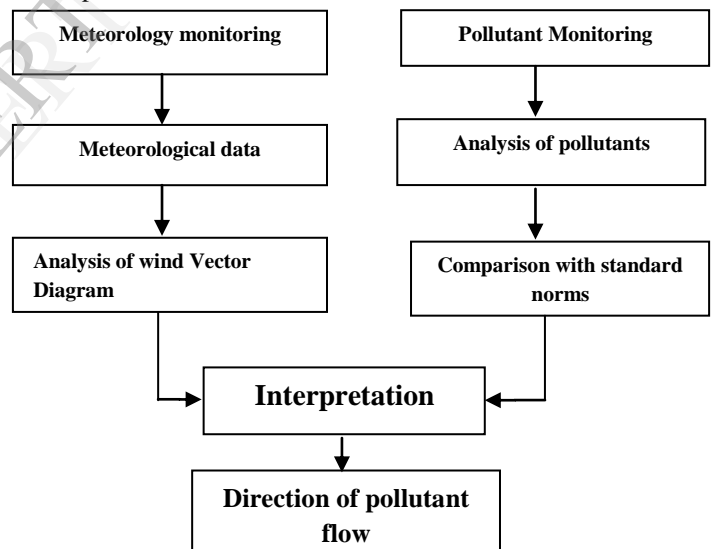 Meteorology monitoring
Pollutant Monitoring
Meteorological data
Analysis of pollutants
Analysis of wind Vector
Diagram
Comparison with standard
norms
Interpretation
Direction of pollutant
flow